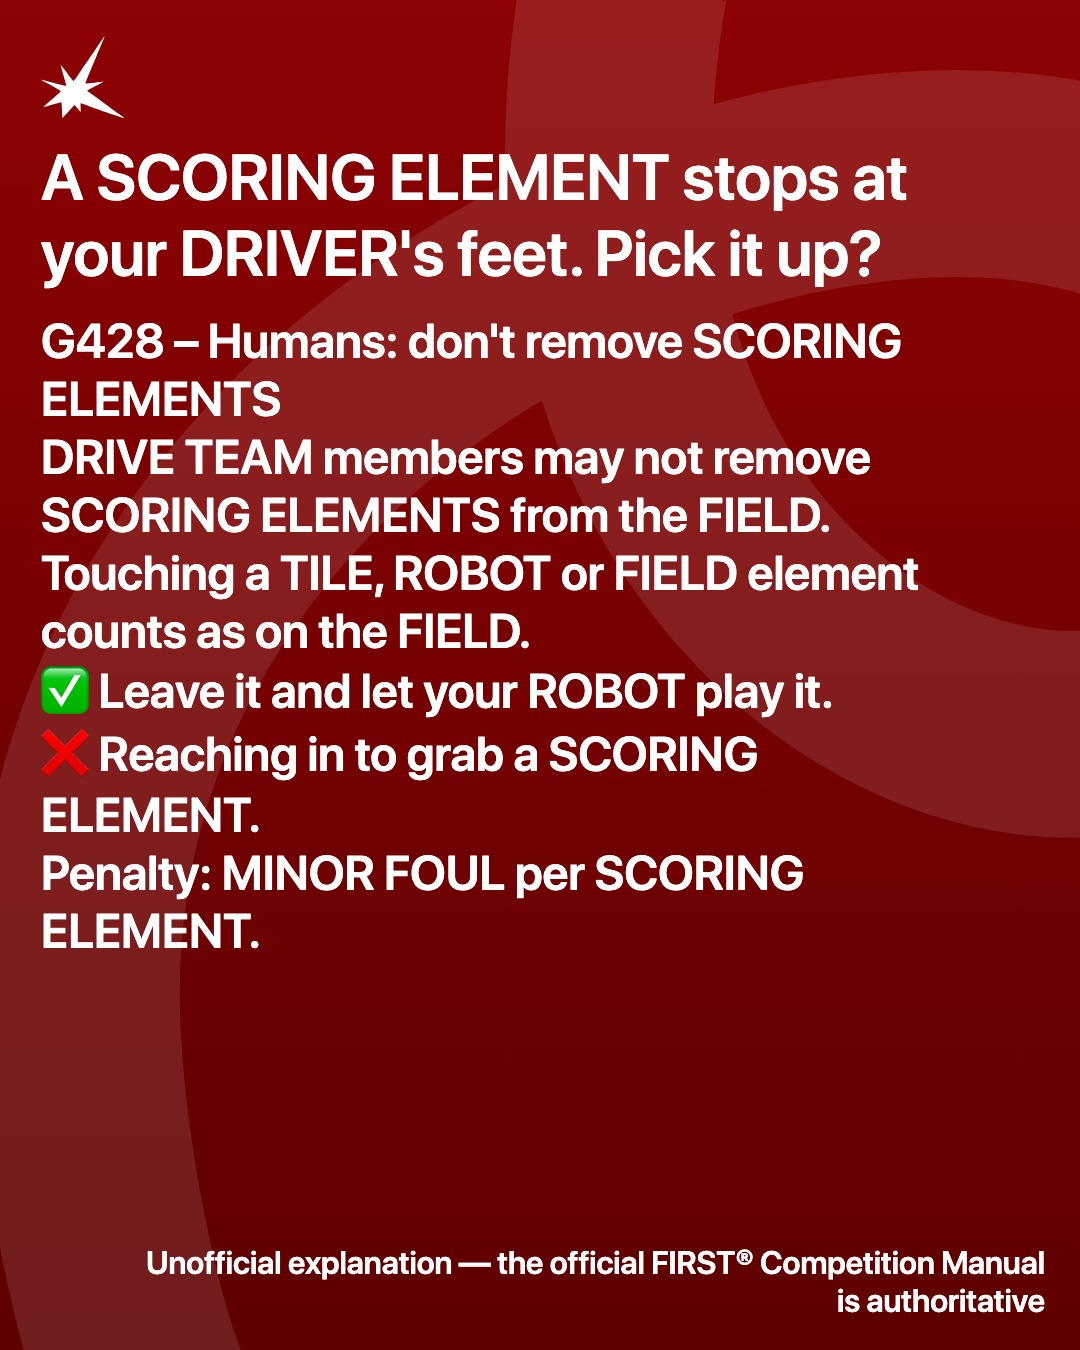 A SCORING ELEMENT stops at
your DRIVER's feet. Pick it up?
G428 – Humans: don't remove SCORING
ELEMENTS
DRIVE TEAM members may not remove
SCORING ELEMENTS from the FIELD.
Touching a TILE, ROBOT or FIELD element
counts as on the FIELD.
✅ Leave it and let your ROBOT play it.
❌ Reaching in to grab a SCORING
ELEMENT.
Penalty: MINOR FOUL per SCORING
ELEMENT.
Unofficial explanation — the official FIRST® Competition Manual
is authoritative